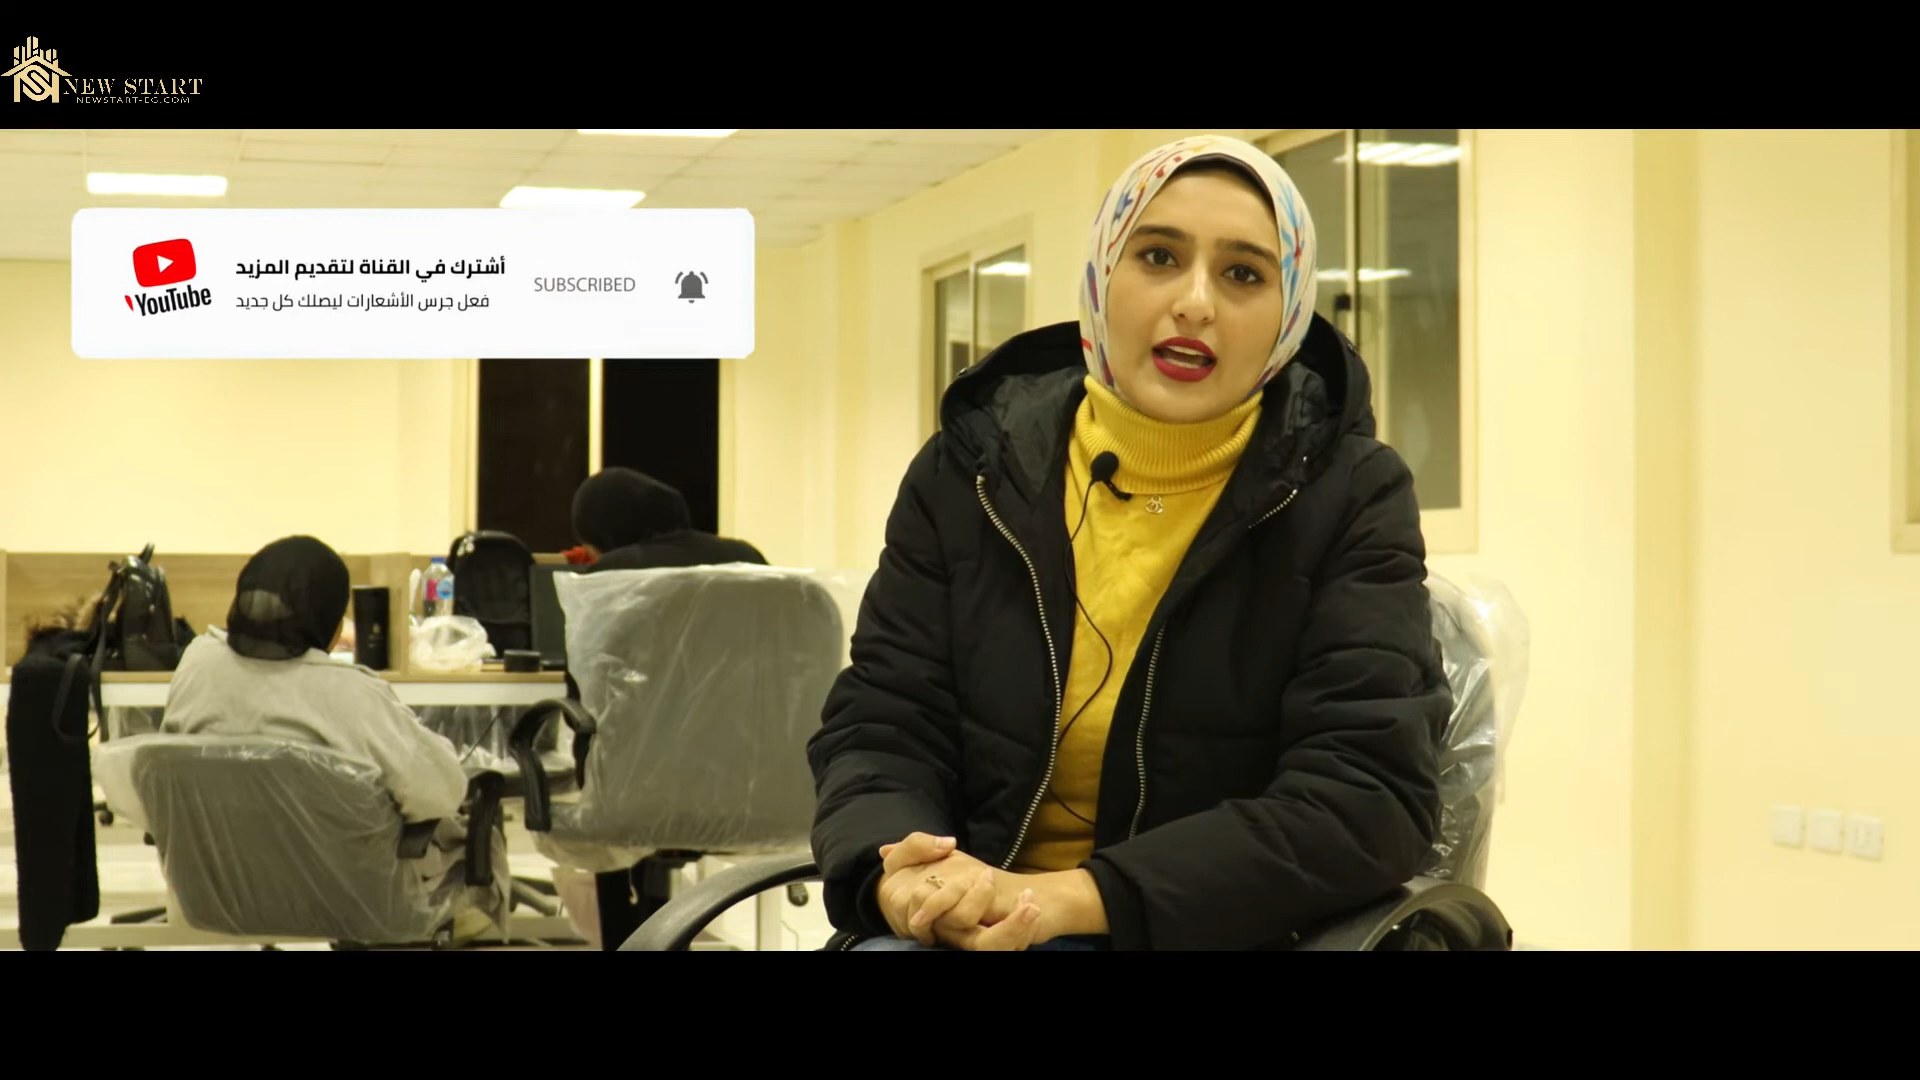 NEW START
NEWSTART-EG.COM
أشترك في القناة لتقديم المزيد
فعل جرس الأشعارات ليصلك كل جديد
YouTube
SUBSCRIBED